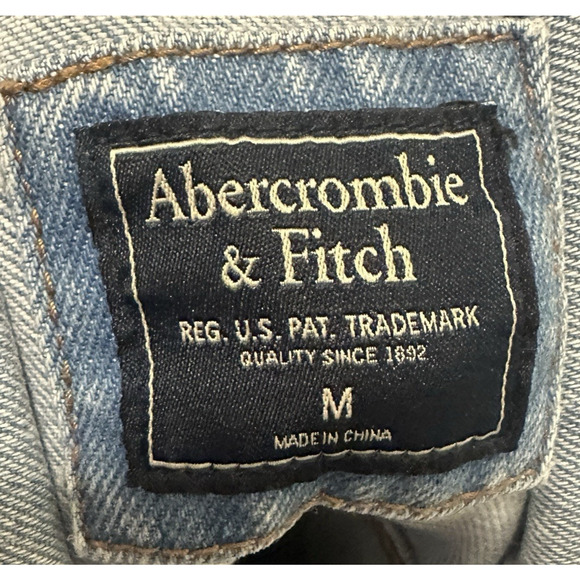 Abercrombie
& Fitch
REG. U.S. PAT. TRADEMARK
QUALITY SINCE 1892
M
MADE IN CHINA